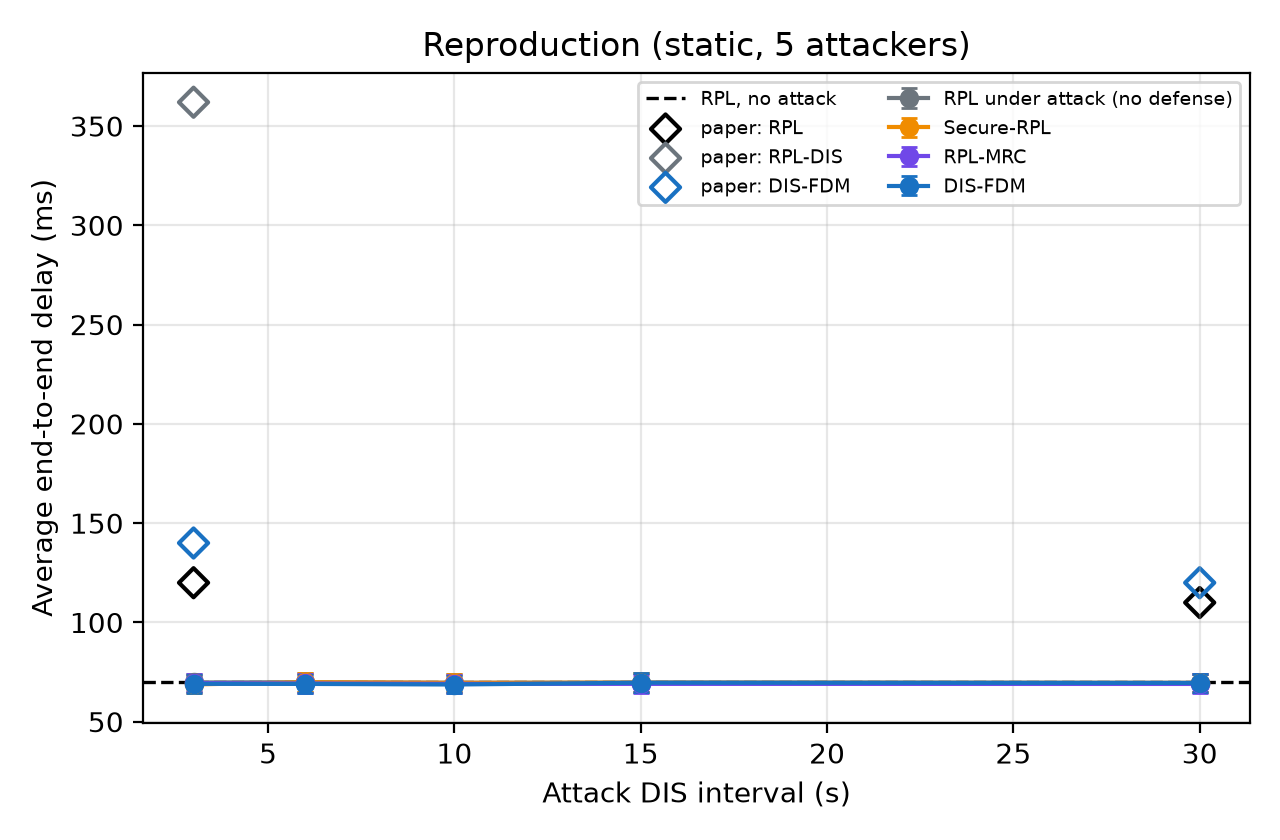 Reproduction (static, 5 attackers)
RPL, no attack
paper: RPL
paper: RPL-DIS
paper: DIS-FDM
RPL under attack (no defense)
Secure-RPL
RPL-MRC
DIS-FDM
Average end-to-end delay (ms)
350
300
250
200
150
100
50
5 10 15 20 25 30
Attack DIS interval (s)